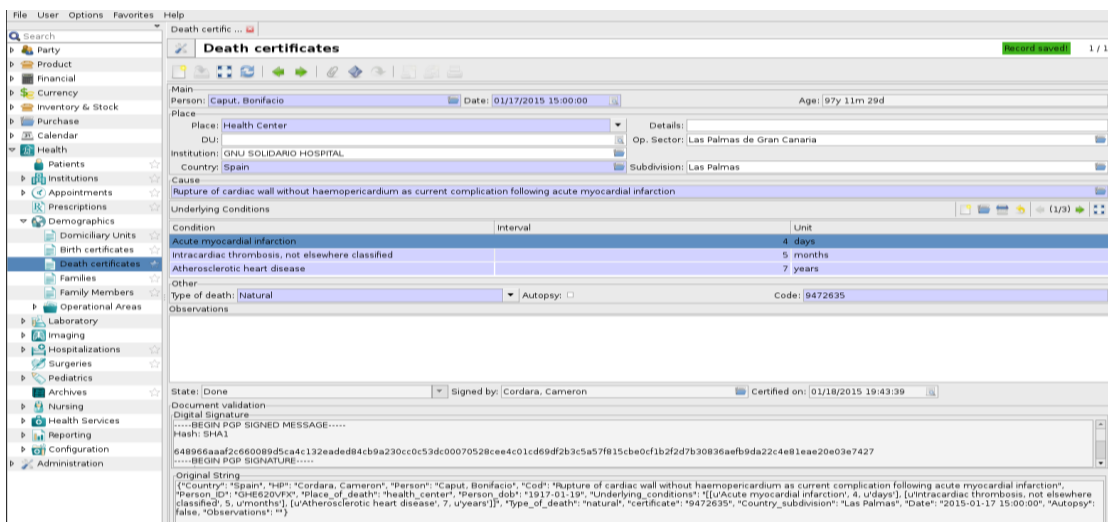 File User Options Favorites Help
Search
Party
Product
Financial
Currency
Inventory & Stock
Purchase
Calendar
Health
Patients
Institutions
Appointments
Prescriptions
Demographics
Domiciliary Units
Birth certificates
Death certificates
Families
Family Members
Operational Areas
Laboratory
Imaging
Hospitalizations
Surgeries
Pediatrics
Archives
Nursing
Health Services
Reporting
Configuration
Administration
Death certific ...
Death certificates Record saved! 1 / 1
Main
Person: Caput, Bonifacio Date: 01/17/2015 15:00:00 Age: 97y 11m 29d
Place
Place: Health Center Details:
DU: Op. Sector: Las Palmas de Gran Canaria
Institution: GNU SOLIDARIO HOSPITAL
Country: Spain Subdivision: Las Palmas
Cause
Rupture of cardiac wall without haemopericardium as current complication following acute myocardial infarction
Underlying Conditions (1/3)
Condition Interval Unit
Acute myocardial infarction 4 days
Intracardiac thrombosis, not elsewhere classified 5 months
Atherosclerotic heart disease 7 years
Other
Type of death: Natural Autopsy: Code: 9472635
Observations
State: Done Signed by: Cordara, Cameron Certified on: 01/18/2015 19:43:39
Document validation
Digital Signature
-----BEGIN PGP SIGNED MESSAGE-----
Hash: SHA1
-----BEGIN PGP SIGNATURE-----
Original String
{"Country": "Spain", "HP": "Cordara, Cameron", "Person": "Caput, Bonifacio", "Cod": "Rupture of cardiac wall without haemopericardium as current complication following acute myocardial infarction",
"Person_ID": "GHE620VFX", "Place_of_death": "health_center", "Person_dob": "1917-01-19", "Underlying_conditions": "[[u'Acute myocardial infarction', 4, u'days'], [u'Intracardiac thrombosis, not elsewhere
classified', 5, u'months'], [u'Atherosclerotic heart disease', 7, u'years']]", "Type_of_death": "natural", "certificate": "9472635", "Country_subdivision": "Las Palmas", "Date": "2015-01-17 15:00:00", "Autopsy":
false, "Observations": ""}